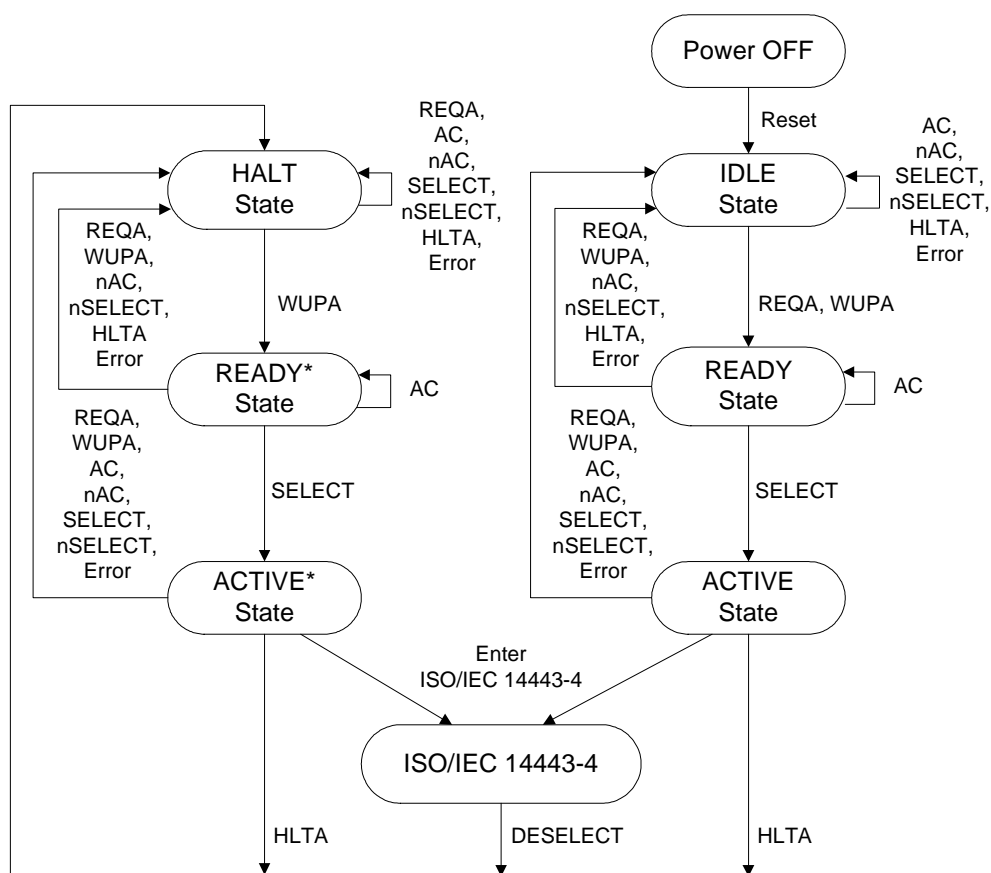 Power OFF
Reset
REQA,
AC,
nAC,
SELECT,
nSELECT,
HLTA,
Error
AC,
nAC,
SELECT,
nSELECT,
HLTA,
Error
HALT
State
IDLE
State
REQA,
WUPA,
nAC,
nSELECT,
HLTA
Error
WUPA
REQA,
WUPA,
nAC,
nSELECT,
HLTA,
Error
REQA, WUPA
READY*
State
AC
READY
State
AC
REQA,
WUPA,
AC,
nAC,
SELECT,
nSELECT,
Error
SELECT
REQA,
WUPA,
AC,
nAC,
SELECT,
nSELECT,
Error
SELECT
ACTIVE*
State
ACTIVE
State
Enter
ISO/IEC 14443-4
ISO/IEC 14443-4
HLTA
DESELECT
HLTA